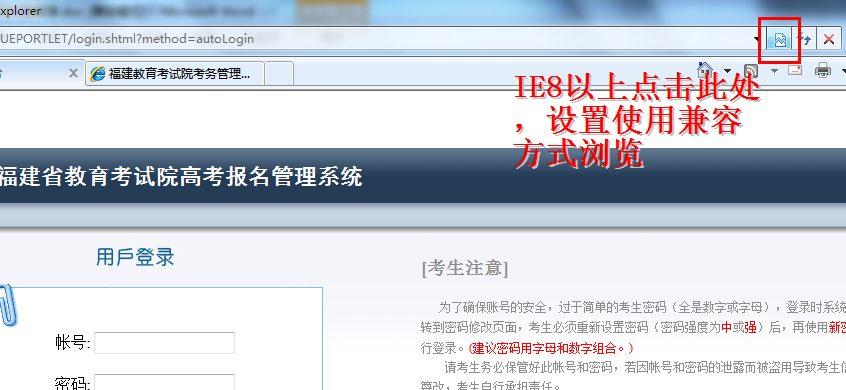 xplorer
UEPORTLET/login.shtml?method=autoLogin
福建教育考试院考务管理...
IE8以上点击此处
，设置使用兼容
方式浏览
福建省教育考试院高考报名管理系统
用戶登录
[考生注意]
为了确保账号的安全，过于简单的考生密码（全是数字或字母），登录时系统
转到密码修改页面，考生必须重新设置密码（密码强度为中或强）后，再使用新密
行登录。(建议密码用字母和数字组合。)
帐号:
请考生务必保管好此帐号和密码，若因帐号和密码的泄露而被盗用导致考生信
密码:
篡改，考生自行承担责任。